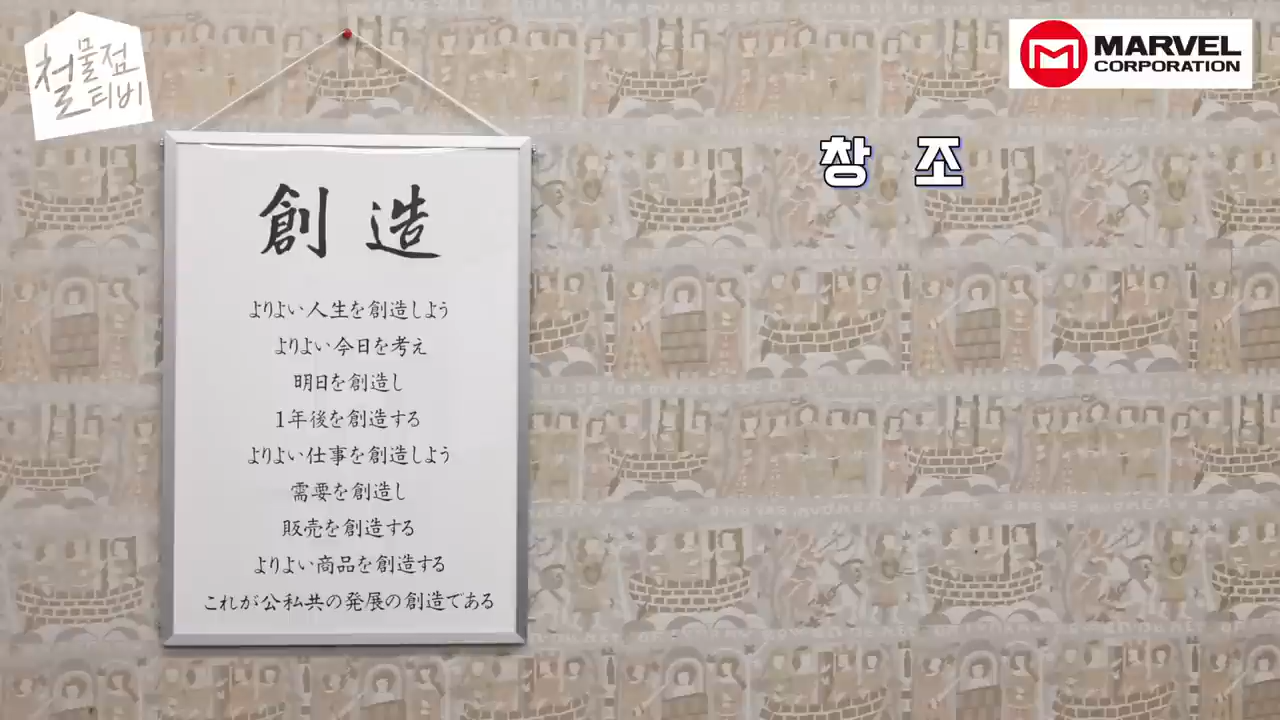 철물점
티비
MARVEL
CORPORATION
창 조
創 造
よりよい人生を創造しよう
よりよい今日を考え
明日を創造し
1年後を創造する
よりよい仕事を創造しよう
需要を創造し
販売を創造する
よりよい商品を創造する
これが公私共の発展の創造である